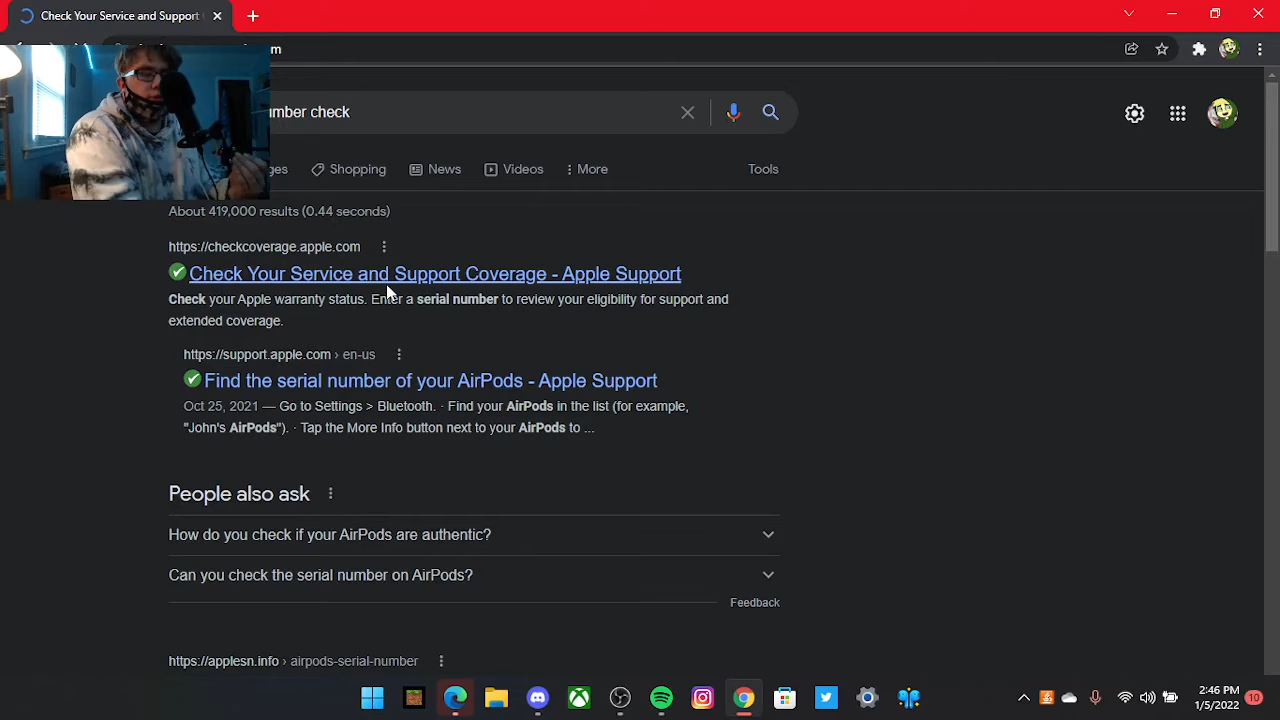 Check Your Service and Support
m
mber check
ges
Shopping
News
Videos
More
Tools
About 419,000 results (0.44 seconds)
https://checkcoverage.apple.com
Check Your Service and Support Coverage - Apple Support
Check your Apple warranty status. Enter a serial number to review your eligibility for support and
extended coverage.
https://support.apple.com › en-us
Find the serial number of your AirPods - Apple Support
Oct 25, 2021 — Go to Settings > Bluetooth. · Find your AirPods in the list (for example,
"John's AirPods"). · Tap the More Info button next to your AirPods to ...
People also ask
How do you check if your AirPods are authentic?
Can you check the serial number on AirPods?
Feedback
https://applesn.info › airpods-serial-number
2:46 PM
1/5/2022
10